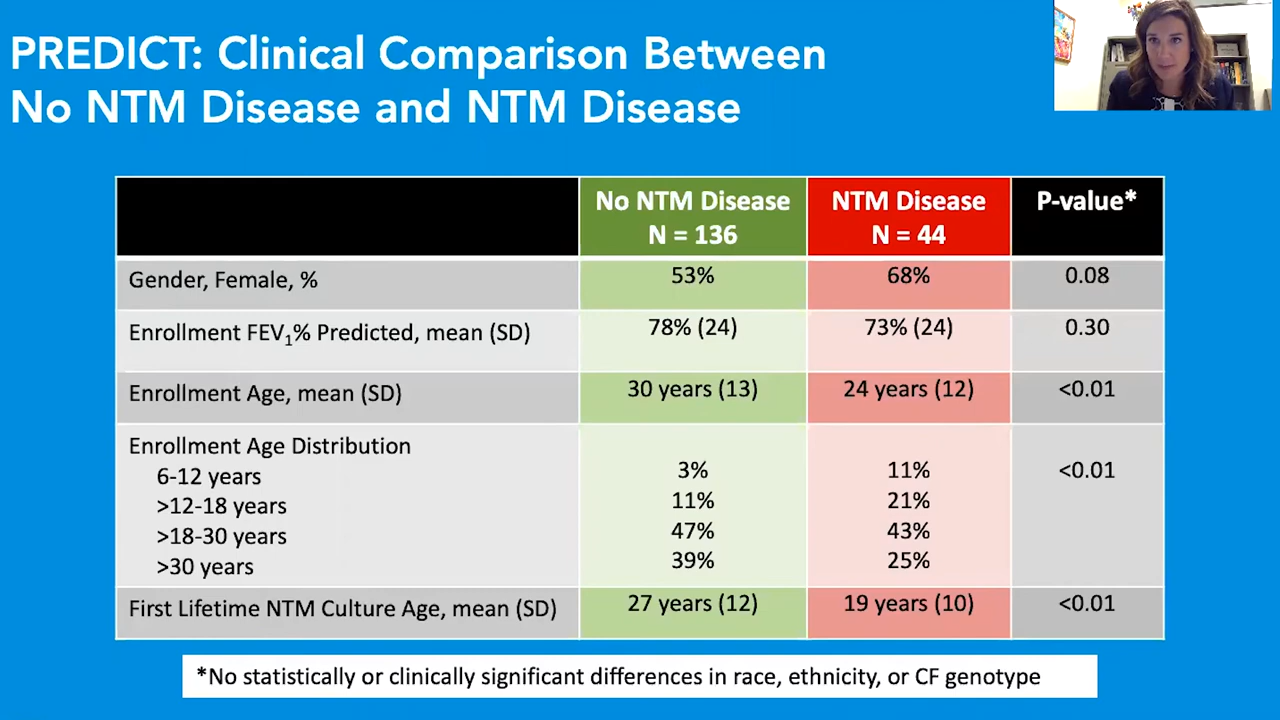 PREDICT: Clinical Comparison Between
No NTM Disease and NTM Disease
No NTM Disease
N = 136
NTM Disease
N = 44
P-value*
Gender, Female, % 53% 68% 0.08
Enrollment FEV1% Predicted, mean (SD) 78% (24) 73% (24) 0.30
Enrollment Age, mean (SD) 30 years (13) 24 years (12) <0.01
Enrollment Age Distribution
6-12 years 3% 11% <0.01
>12-18 years 11% 21%
>18-30 years 47% 43%
>30 years 39% 25%
First Lifetime NTM Culture Age, mean (SD) 27 years (12) 19 years (10) <0.01
*No statistically or clinically significant differences in race, ethnicity, or CF genotype